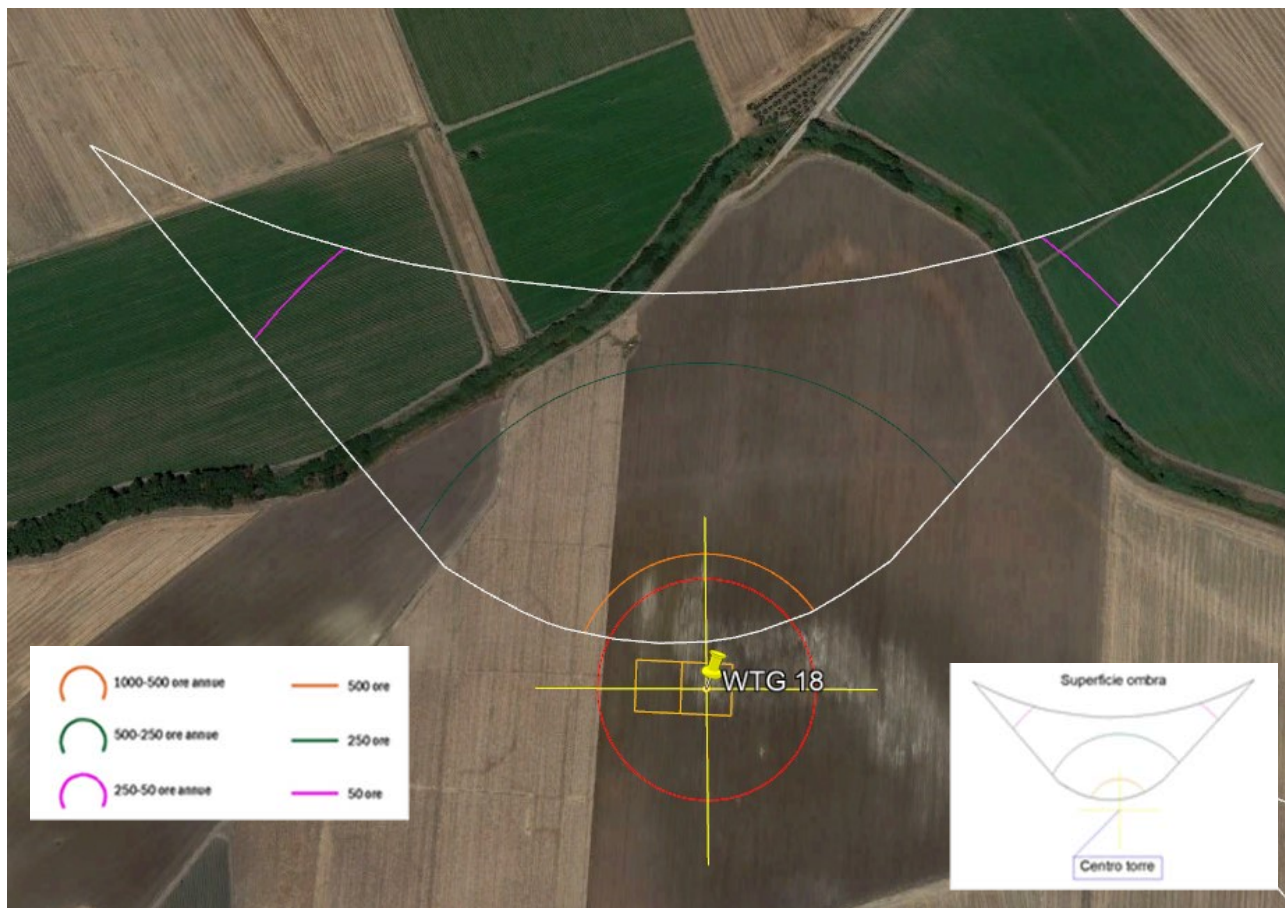 WTG 18
1000-500 ore annue
500 ore
500-250 ore annue
250 ore
250-50 ore annue
50 ore
Superficie ombra
Centro torre